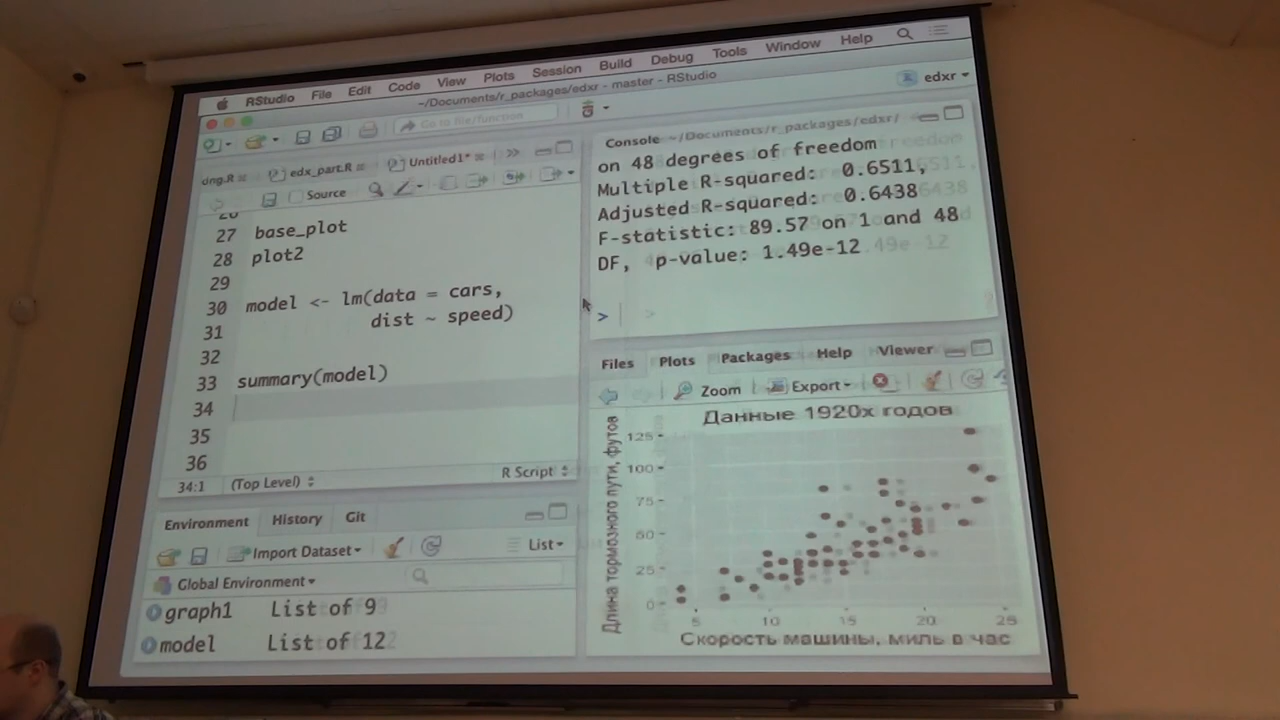 RStudio File Edit Code View Plots Session Build Debug Tools Window Help
~/Documents/r_packages/edxr - master - RStudio
Go to file/function
edxr
dng.R edx_part.R Untitled1*
Source
27 base_plot
28 plot2
29
30 model <- lm(data = cars,
31 dist ~ speed)
32
33 summary(model)
34
35
36
34:1 (Top Level) R Script
Console ~/Documents/r_packages/edxr/
on 48 degrees of freedom
Multiple R-squared: 0.6511,
Adjusted R-squared: 0.6438
F-statistic: 89.57 on 1 and 48
DF, p-value: 1.49e-12
>
Environment History Git
Import Dataset List
Global Environment
graph1 List of 9
model List of 12
Files Plots Packages Help Viewer
Zoom Export
Данные 1920х годов
Длина тормозного пути, футов
125
100
75
50
25
0
5 10 15 20 25
Скорость машины, миль в час